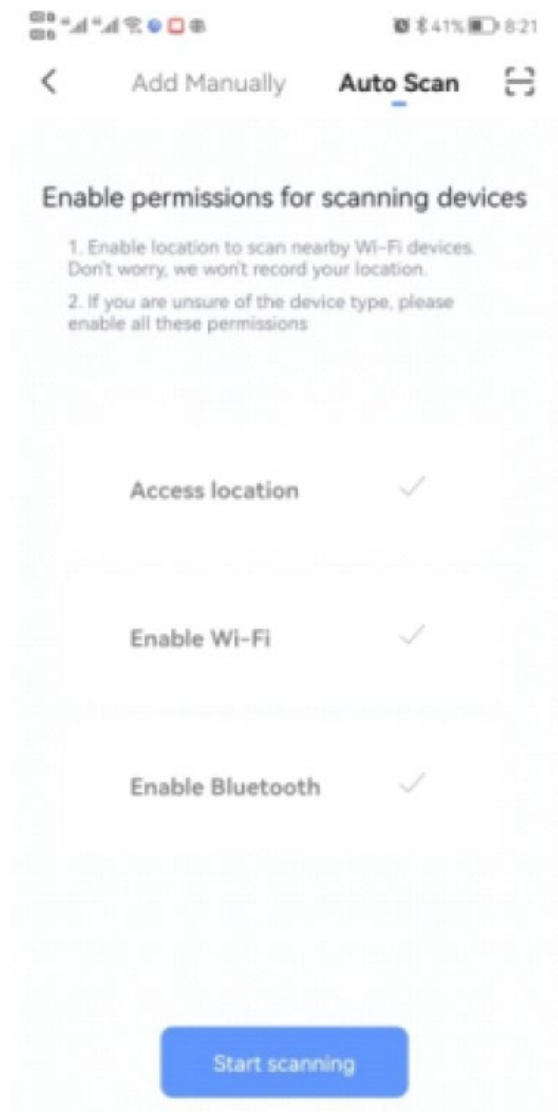 41% 8:21
Add Manually Auto Scan
Enable permissions for scanning devices
1. Enable location to scan nearby Wi-Fi devices.
Don't worry, we won't record your location.
2. If you are unsure of the device type, please
enable all these permissions
Access location
Enable Wi-Fi
Enable Bluetooth
Start scanning